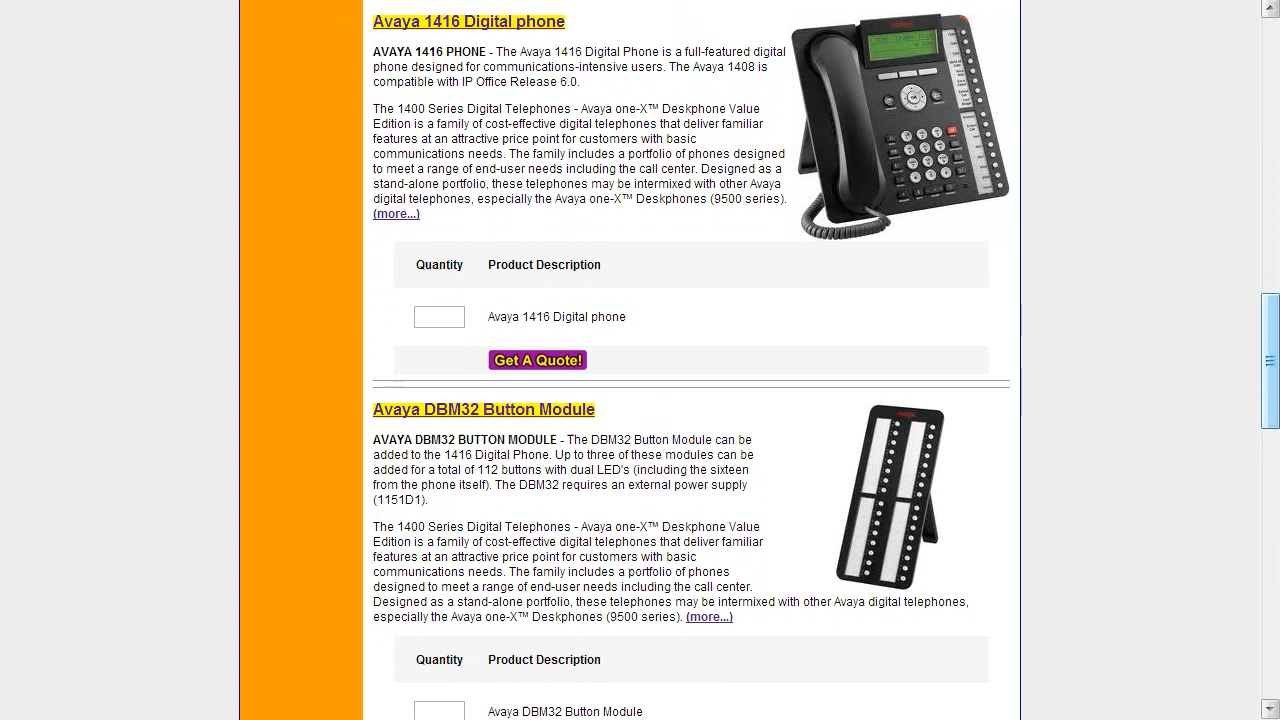 Avaya 1416 Digital phone
AVAYA 1416 PHONE - The Avaya 1416 Digital Phone is a full-featured digital
phone designed for communications-intensive users. The Avaya 1408 is
compatible with IP Office Release 6.0.
The 1400 Series Digital Telephones - Avaya one-X™ Deskphone Value
Edition is a family of cost-effective digital telephones that deliver familiar
features at an attractive price point for customers with basic
communications needs. The family includes a portfolio of phones designed
to meet a range of end-user needs including the call center. Designed as a
stand-alone portfolio, these telephones may be intermixed with other Avaya
digital telephones, especially the Avaya one-X™ Deskphones (9500 series).
(more...)
Quantity Product Description
Avaya 1416 Digital phone
Get A Quote!
Avaya DBM32 Button Module
AVAYA DBM32 BUTTON MODULE - The DBM32 Button Module can be
added to the 1416 Digital Phone. Up to three of these modules can be
added for a total of 112 buttons with dual LED's (including the sixteen
from the phone itself). The DBM32 requires an external power supply
(1151D1).
The 1400 Series Digital Telephones - Avaya one-X™ Deskphone Value
Edition is a family of cost-effective digital telephones that deliver familiar
features at an attractive price point for customers with basic
communications needs. The family includes a portfolio of phones
designed to meet a range of end-user needs including the call center.
Designed as a stand-alone portfolio, these telephones may be intermixed with other Avaya digital telephones,
especially the Avaya one-X™ Deskphones (9500 series). (more...)
Quantity Product Description
Avaya DBM32 Button Module